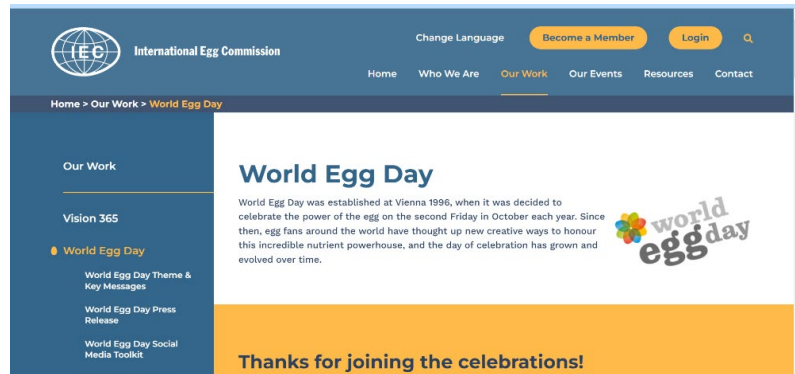 IEC
International Egg Commission
Change Language
Become a Member
Login
Home
Who We Are
Our Work
Our Events
Resources
Contact
Home > Our Work > World Egg Day
Our Work
Vision 365
World Egg Day
World Egg Day Theme &
Key Messages
World Egg Day Press
Release
World Egg Day Social
Media Toolkit
World Egg Day
World Egg Day was established at Vienna 1996, when it was decided to
celebrate the power of the egg on the second Friday in October each year. Since
then, egg fans around the world have thought up new creative ways to honour
this incredible nutrient powerhouse, and the day of celebration has grown and
evolved over time.
world
eggday
Thanks for joining the celebrations!